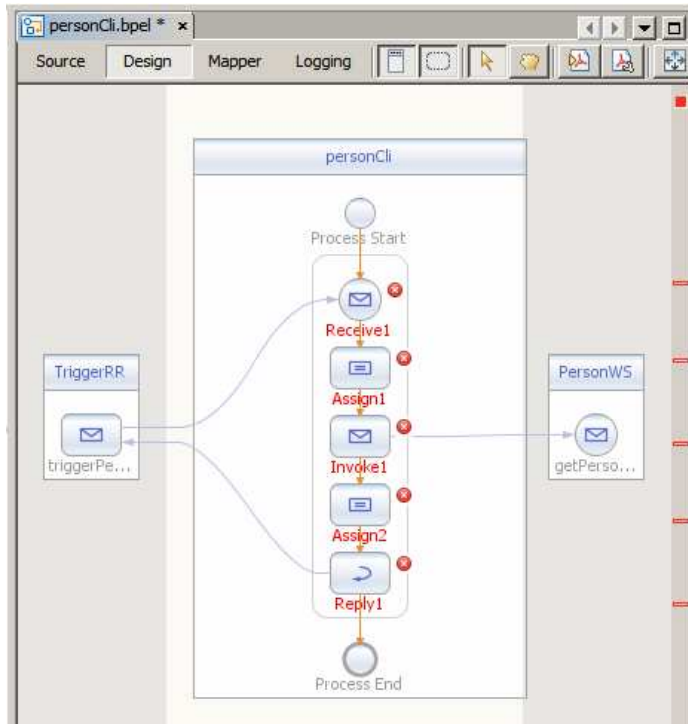 personCli.bpel *
Source Design Mapper Logging
personCli
Process Start
Receive1
TriggerRR
Assign1
PersonWS
triggerPe...
Invoke1
getPerso...
Assign2
Reply1
Process End